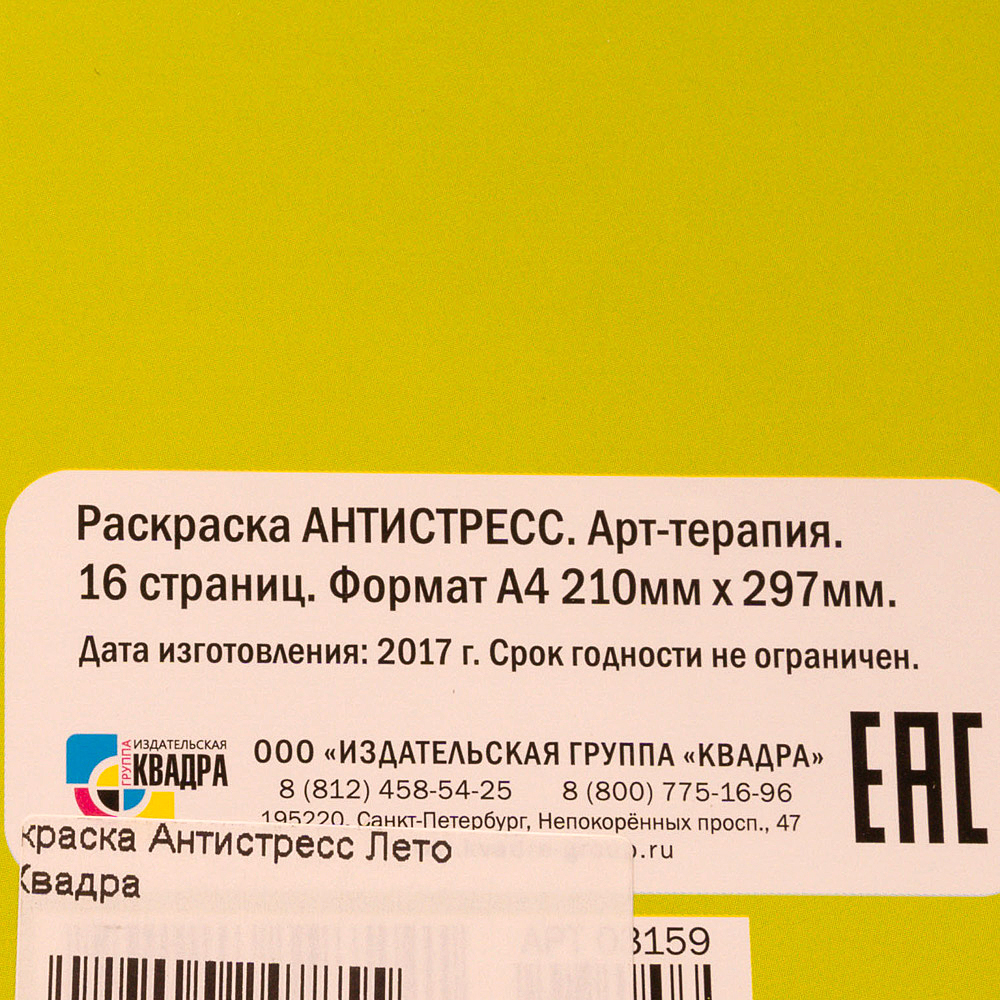 Раскраска АНТИСТРЕСС. Арт-терапия.
16 страниц. Формат А4 210мм x 297мм.
Дата изготовления: 2017 г. Срок годности не ограничен.
ИЗДАТЕЛЬСКАЯ
ГРУППА
КВАДРА
ООО «ИЗДАТЕЛЬСКАЯ ГРУППА «КВАДРА»
8 (812) 458-54-25 8 (800) 775-16-96
195220, Санкт-Петербург, Непокорённых просп., 47
.ru
EAC
краска Антистресс Лето
Квадра
3159